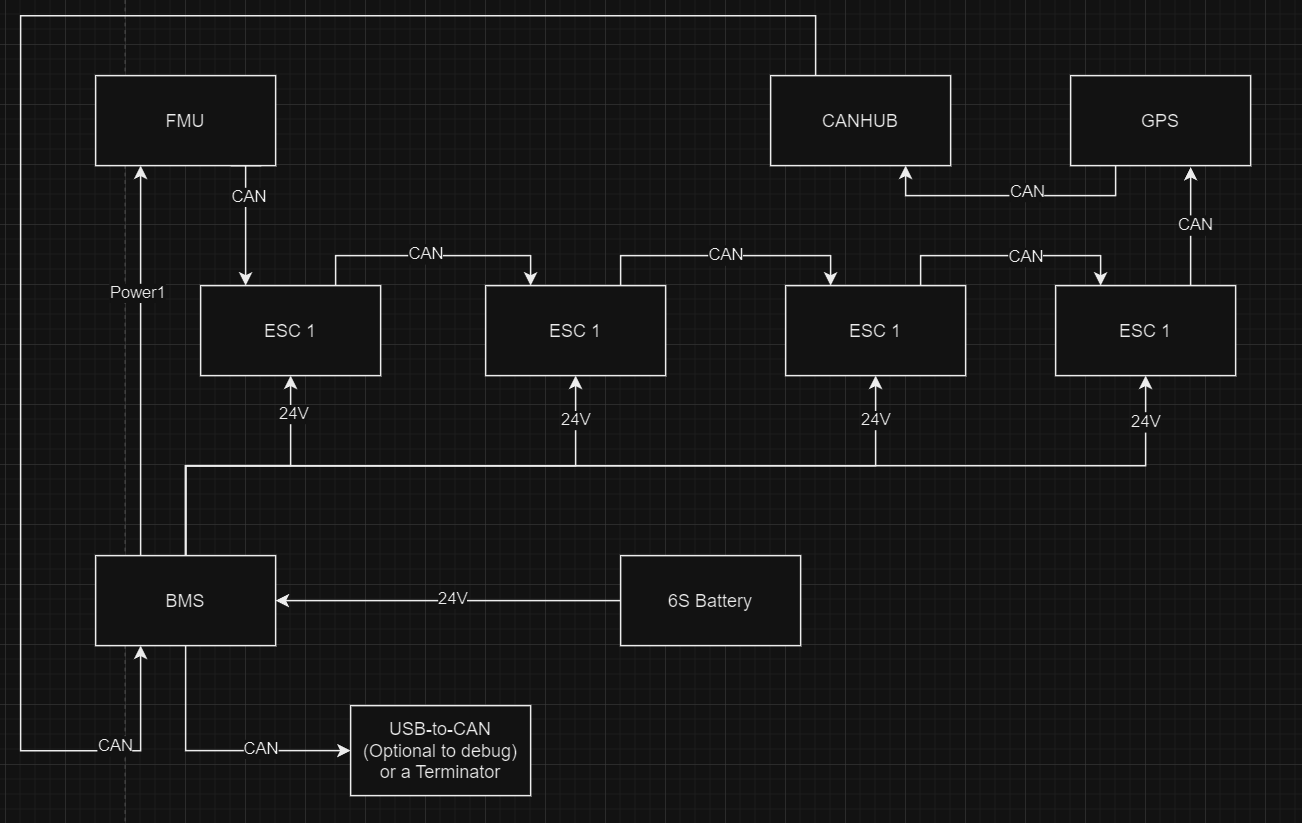 FMU
CANHUB
GPS
CAN
CAN
CAN
CAN
CAN
CAN
Power1
ESC 1
ESC 1
ESC 1
ESC 1
24V
24V
24V
24V
BMS
24V
6S Battery
CAN
CAN
USB-to-CAN
(Optional to debug)
or a Terminator